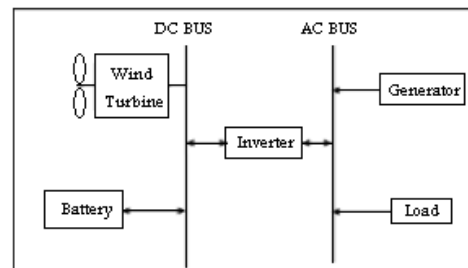 DC BUS
AC BUS
Wind
Turbine
Generator
Inverter
Battery
Load